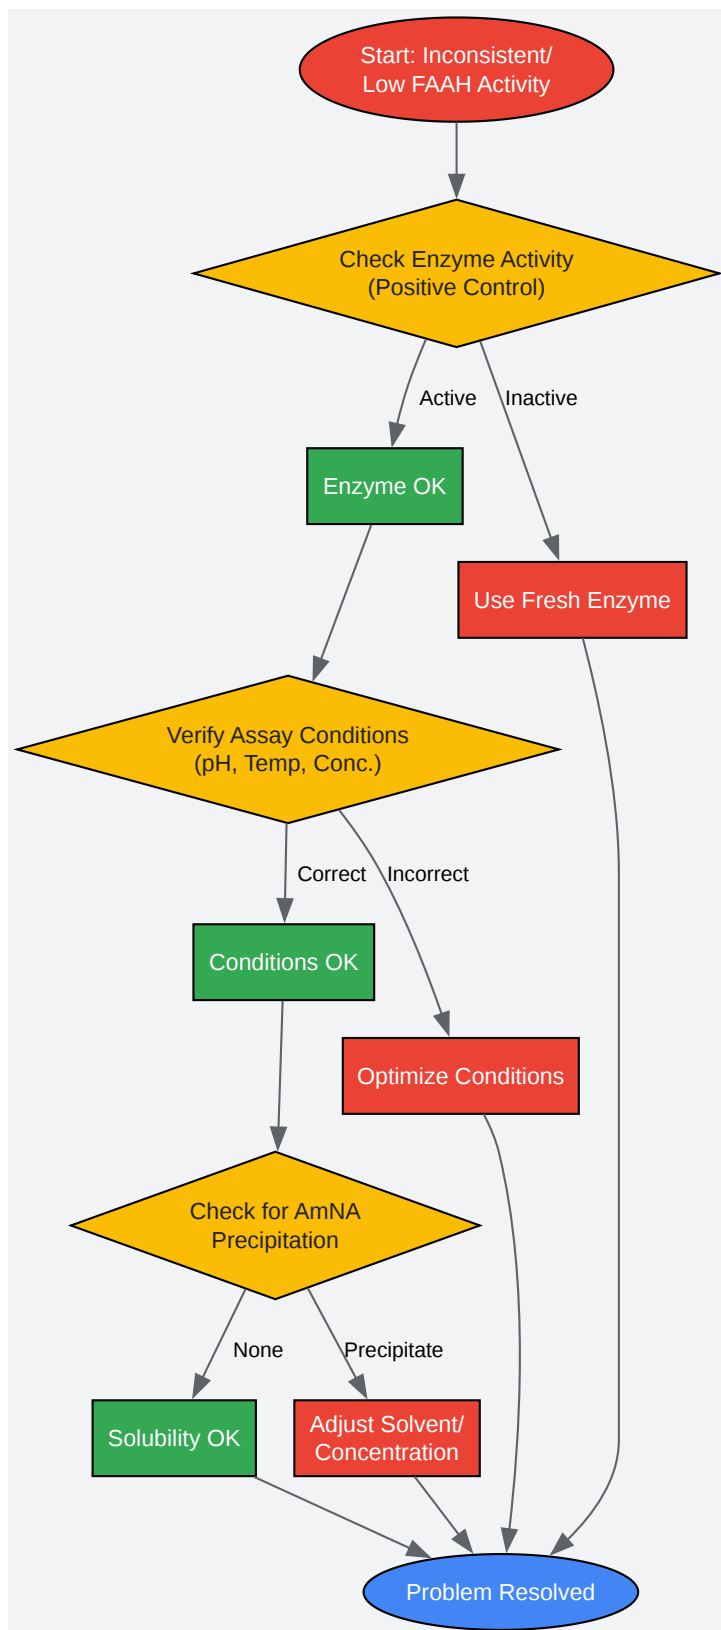 Start: Inconsistent/
Low FAAH Activity
Check Enzyme Activity
(Positive Control)
Active
Inactive
Enzyme OK
Use Fresh Enzyme
Verify Assay Conditions
(pH, Temp, Conc.)
Correct
Incorrect
Conditions OK
Optimize Conditions
Check for AmNA
Precipitation
None
Precipitate
Solubility OK
Adjust Solvent/
Concentration
Problem Resolved